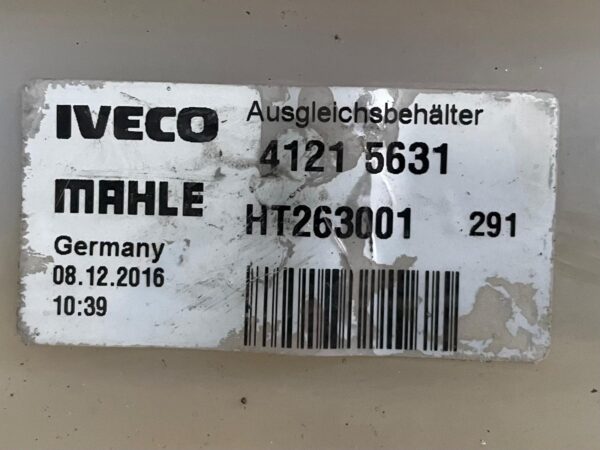 IVECO
Ausgleichsbehälter
4121 5631
MAHLE
HT263001 291
Germany
08.12.2016
10:39